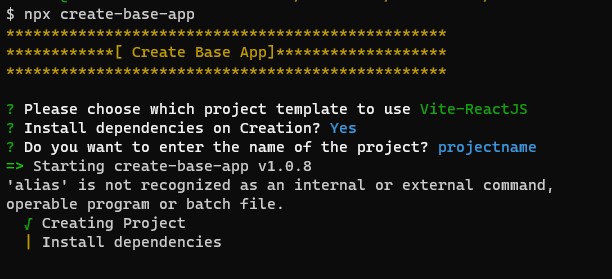 $ npx create-base-app
*************************************************
************[ Create Base App]*******************
*************************************************
? Please choose which project template to use Vite-ReactJS
? Install dependencies on Creation? Yes
? Do you want to enter the name of the project? projectname
=> Starting create-base-app v1.0.8
'alias' is not recognized as an internal or external command,
operable program or batch file.
√ Creating Project
| Install dependencies